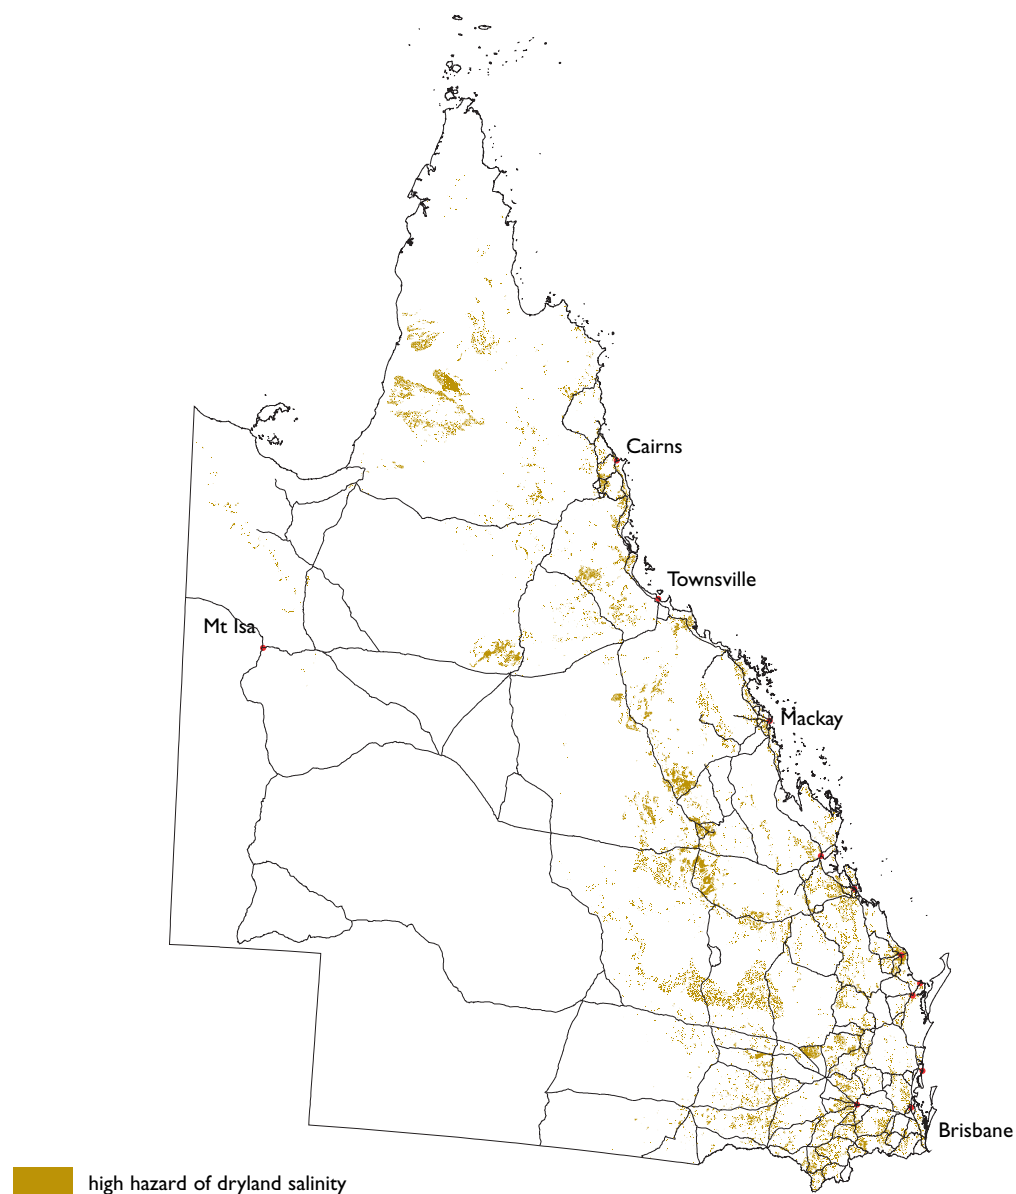 Cairns
Townsville
Mt Isa
Mackay
Brisbane
high hazard of dryland salinity